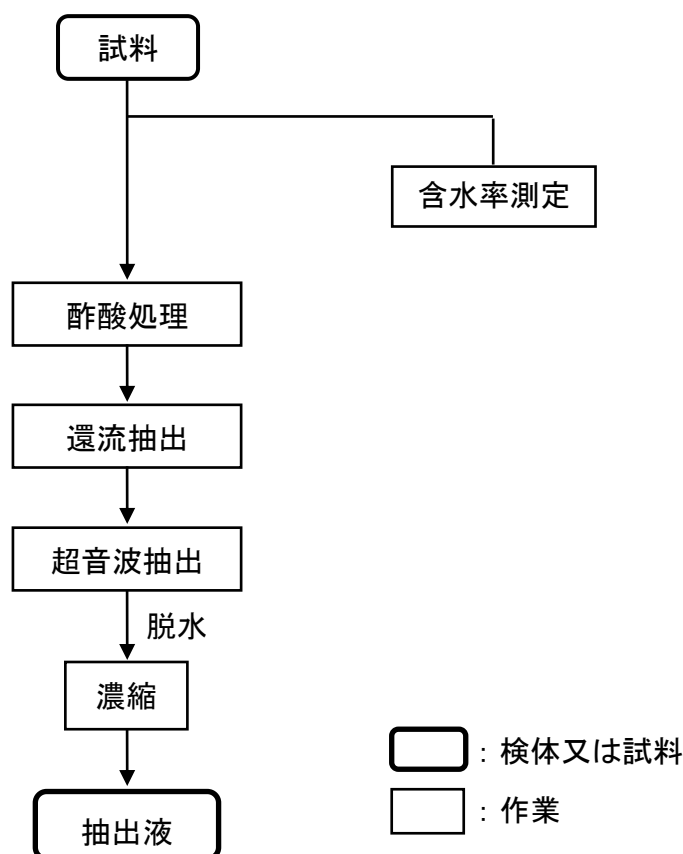 試料
含水率測定
酢酸処理
還流抽出
超音波抽出
脱水
濃縮
抽出液
：検体又は試料
：作業